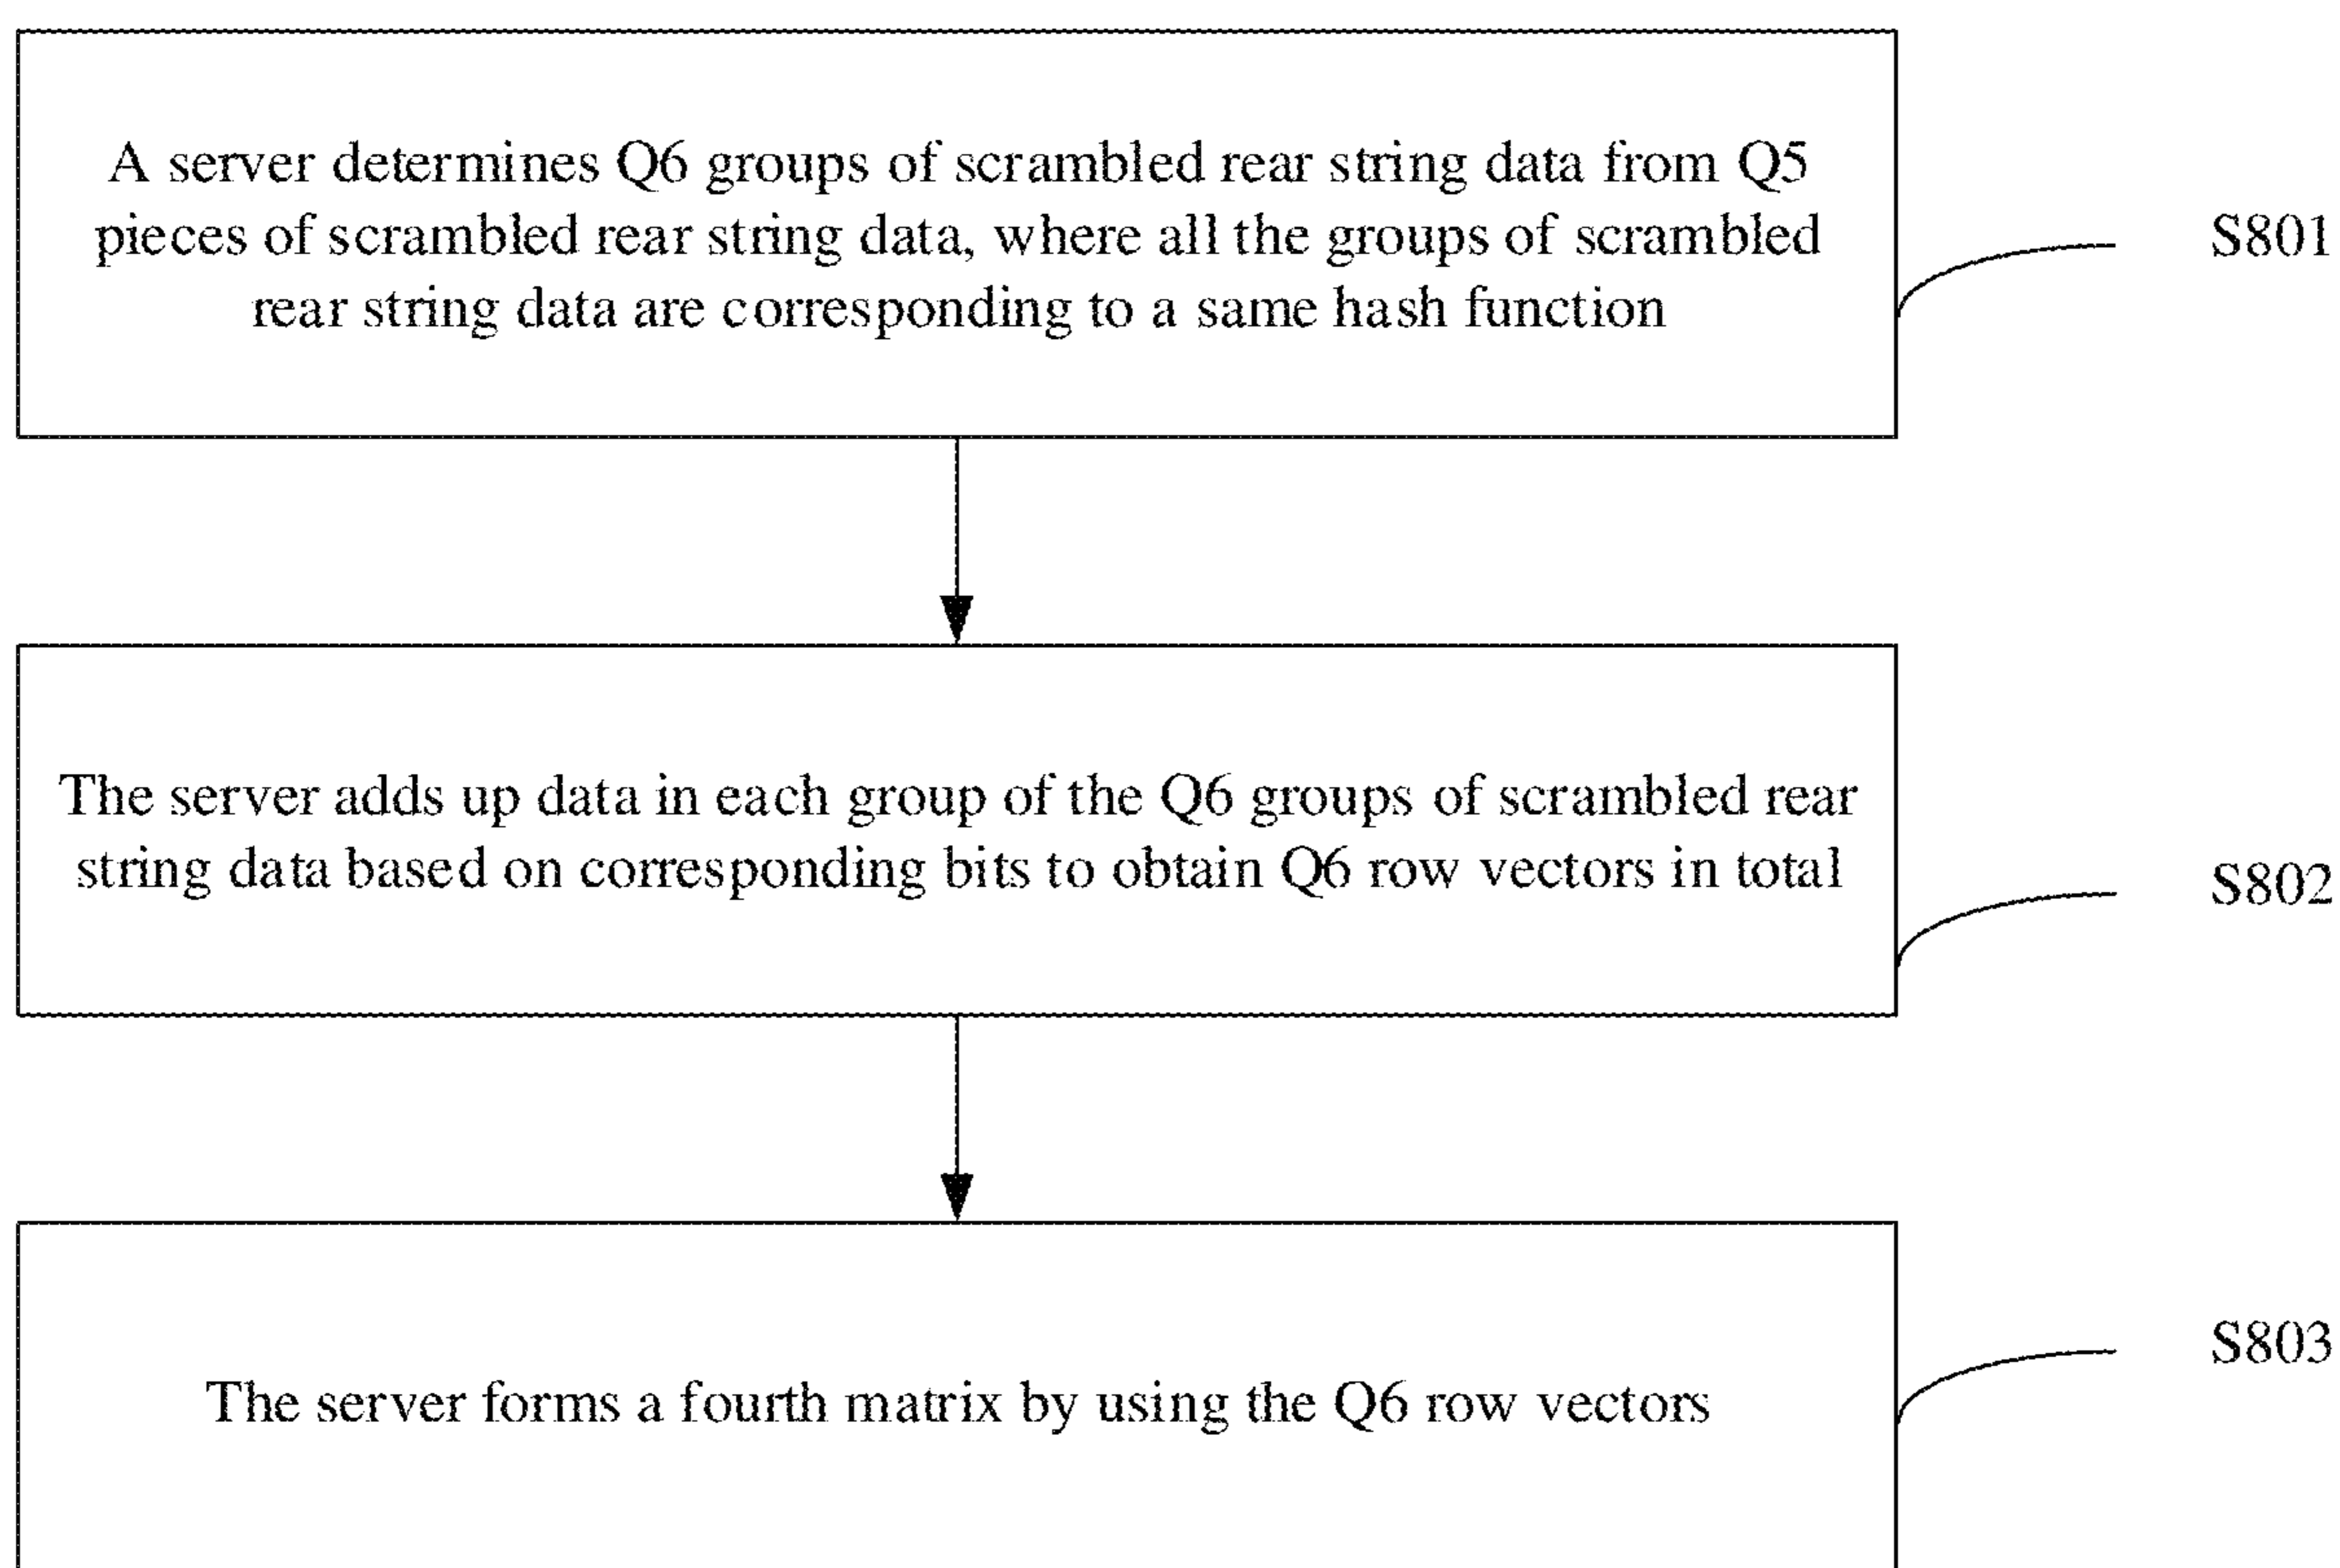 A server determines Q6 groups of scrambled rear string data from Q5
pieces of scrambled rear string data, where all the groups of scrambled
rear string data are corresponding to a same hash function
S801
The server adds up data in each group of the Q6 groups of scrambled rear
string data based on corresponding bits to obtain Q6 row vectors in total
S802
The server forms a fourth matrix by using the Q6 row vectors
S803